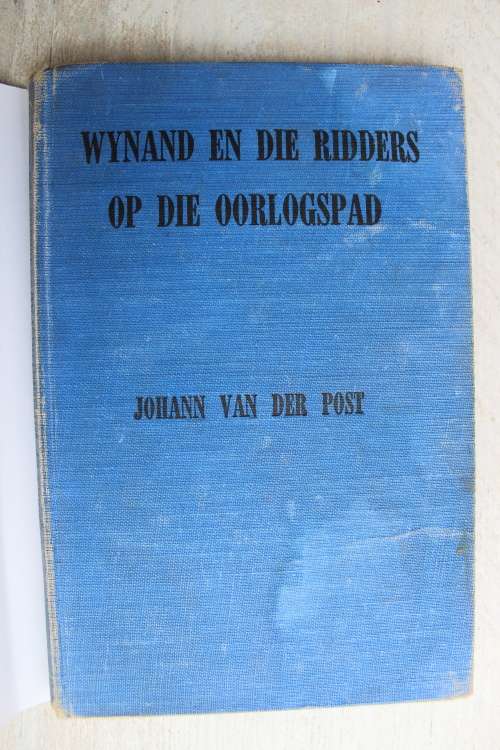 WYNAND EN DIE RIDDERS
OP DIE OORLOGSPAD
JOHANN VAN DER POST